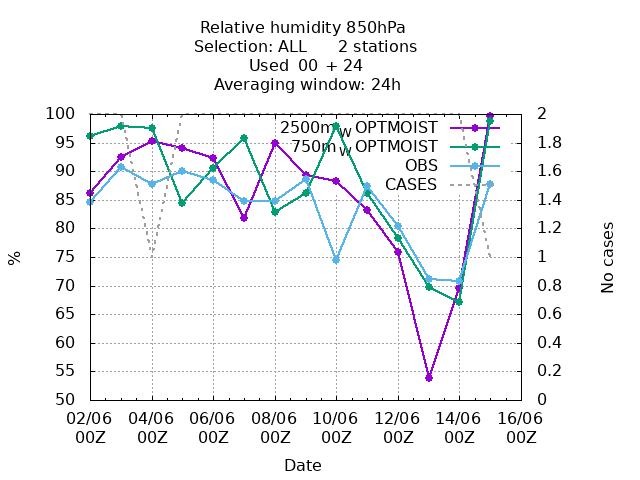 Relative humidity 850hPa
Selection: ALL 2 stations
Used 00 + 24
Averaging window: 24h
100 2
95 1.8
90 1.6
85 1.4
80 1.2
75 1
70 0.8
65 0.6
60 0.4
55 0.2
50 0
2500m_W OPTMOIST
750m_W OPTMOIST
OBS
CASES
%
No cases
02/06 04/06 06/06 08/06 10/06 12/06 14/06 16/06
00Z 00Z 00Z 00Z 00Z 00Z 00Z 00Z
Date